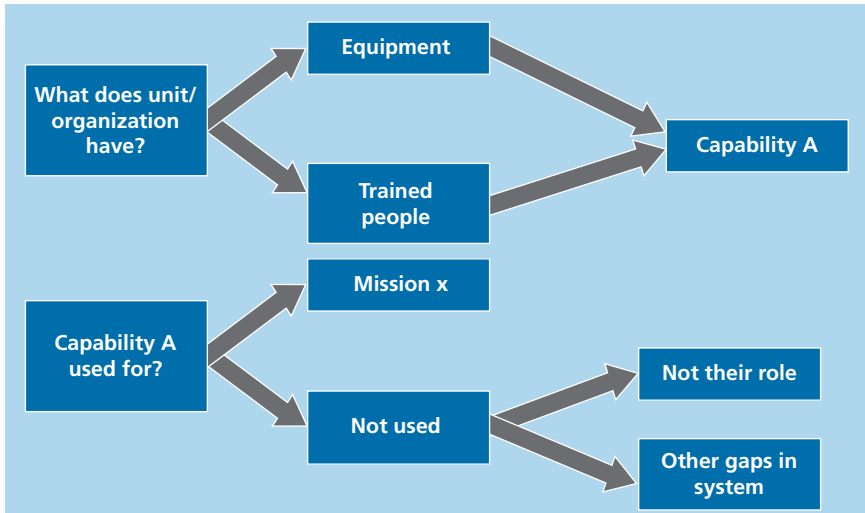 Equipment
What does unit/
organization
have?
Capability A
Trained
people
Mission x
Capability A
used for?
Not their role
Not used
Other gaps in
system